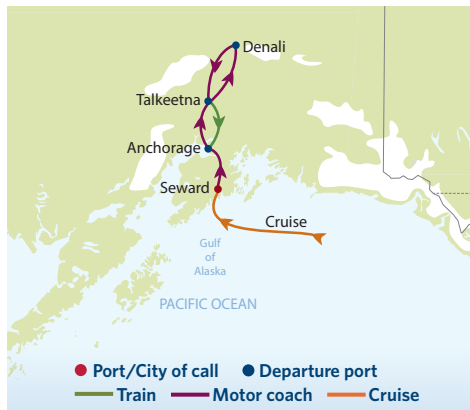 Denali
Talkeetna
Anchorage
Seward
Cruise
Gulf
of
Alaska
PACIFIC OCEAN
Port/City of call Departure port
Train Motor coach Cruise